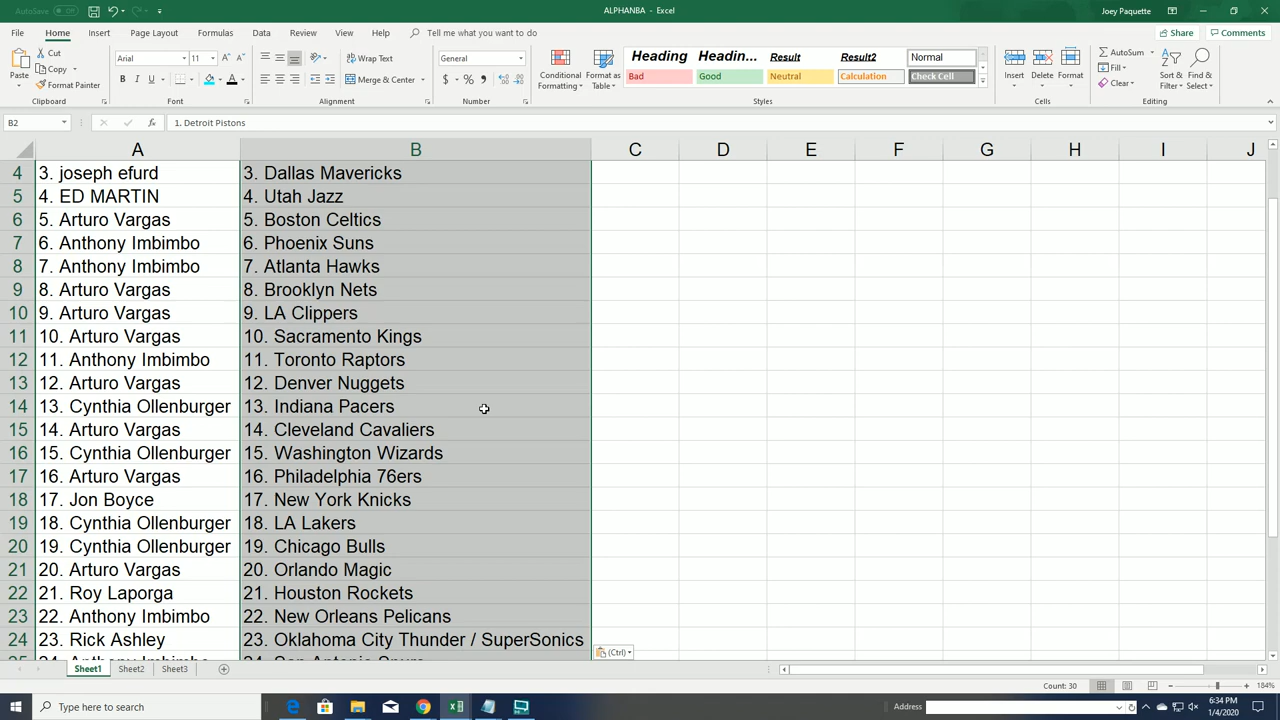 AutoSave Off ALPHANBA - Excel Joey Paquette
File Home Insert Page Layout Formulas Data Review View Help Tell me what you want to do Share Comments
Paste Cut Copy Format Painter Clipboard
Arial 11 B I U A Font
Wrap Text Merge & Center Alignment
General $ % , Number
Conditional Formatting Format as Table
Heading Headin... Result Result2 Normal
Bad Good Neutral Calculation Check Cell
Styles
Insert Delete Format Cells
AutoSum Fill Clear Sort & Filter Find & Select Editing
B2 fx 1. Detroit Pistons
A B C D E F G H I J
4 3. joseph efurd 3. Dallas Mavericks
5 4. ED MARTIN 4. Utah Jazz
6 5. Arturo Vargas 5. Boston Celtics
7 6. Anthony Imbimbo 6. Phoenix Suns
8 7. Anthony Imbimbo 7. Atlanta Hawks
9 8. Arturo Vargas 8. Brooklyn Nets
10 9. Arturo Vargas 9. LA Clippers
11 10. Arturo Vargas 10. Sacramento Kings
12 11. Anthony Imbimbo 11. Toronto Raptors
13 12. Arturo Vargas 12. Denver Nuggets
14 13. Cynthia Ollenburger 13. Indiana Pacers
15 14. Arturo Vargas 14. Cleveland Cavaliers
16 15. Cynthia Ollenburger 15. Washington Wizards
17 16. Arturo Vargas 16. Philadelphia 76ers
18 17. Jon Boyce 17. New York Knicks
19 18. Cynthia Ollenburger 18. LA Lakers
20 19. Cynthia Ollenburger 19. Chicago Bulls
21 20. Arturo Vargas 20. Orlando Magic
22 21. Roy Laporga 21. Houston Rockets
23 22. Anthony Imbimbo 22. New Orleans Pelicans
24 23. Rick Ashley 23. Oklahoma City Thunder / SuperSonics
25 24. Anthony Imbimbo 24. San Antonio Spurs
(Ctrl)
Sheet1 Sheet2 Sheet3
Count: 30 184%
Type here to search Address 6:34 PM
1/4/2020